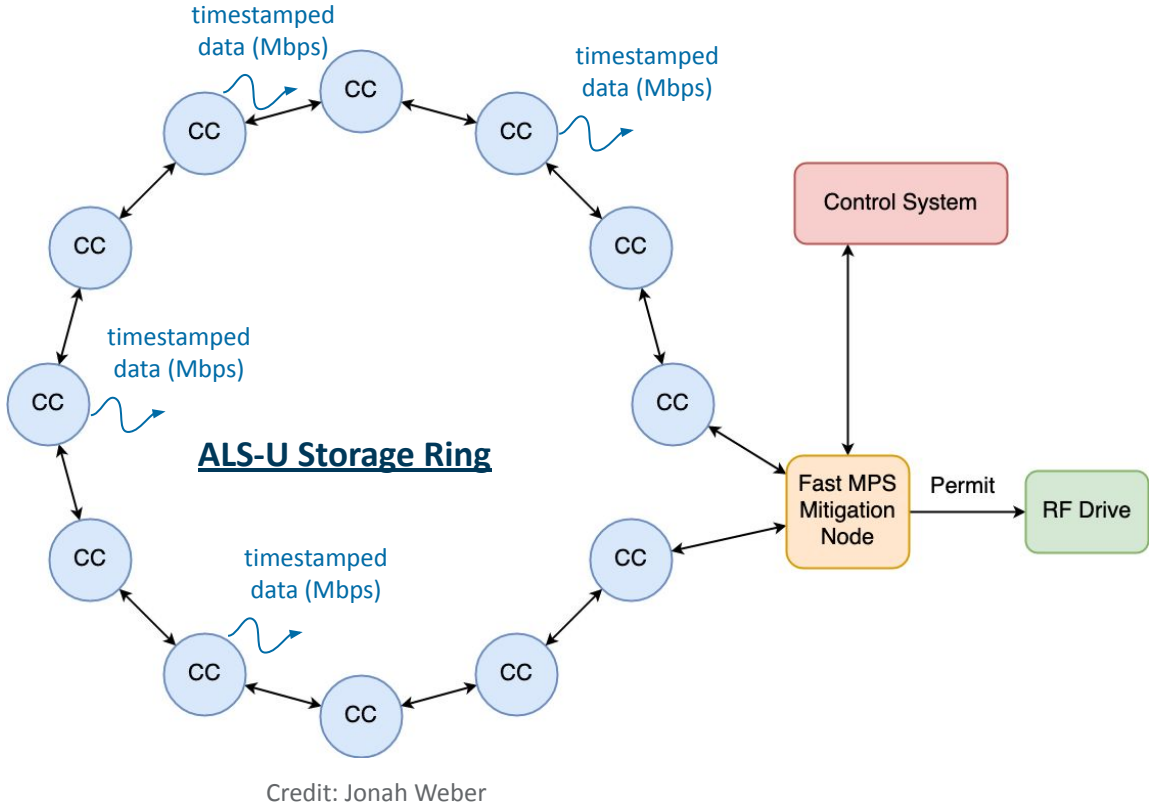 timestamped
data (Mbps)
timestamped
data (Mbps)
CC
CC
CC
Control System
CC
CC
timestamped
data (Mbps)
CC
CC
ALS-U Storage Ring
Fast MPS
Mitigation
Node
Permit
RF Drive
CC
CC
timestamped
data (Mbps)
CC
CC
CC
Credit: Jonah Weber